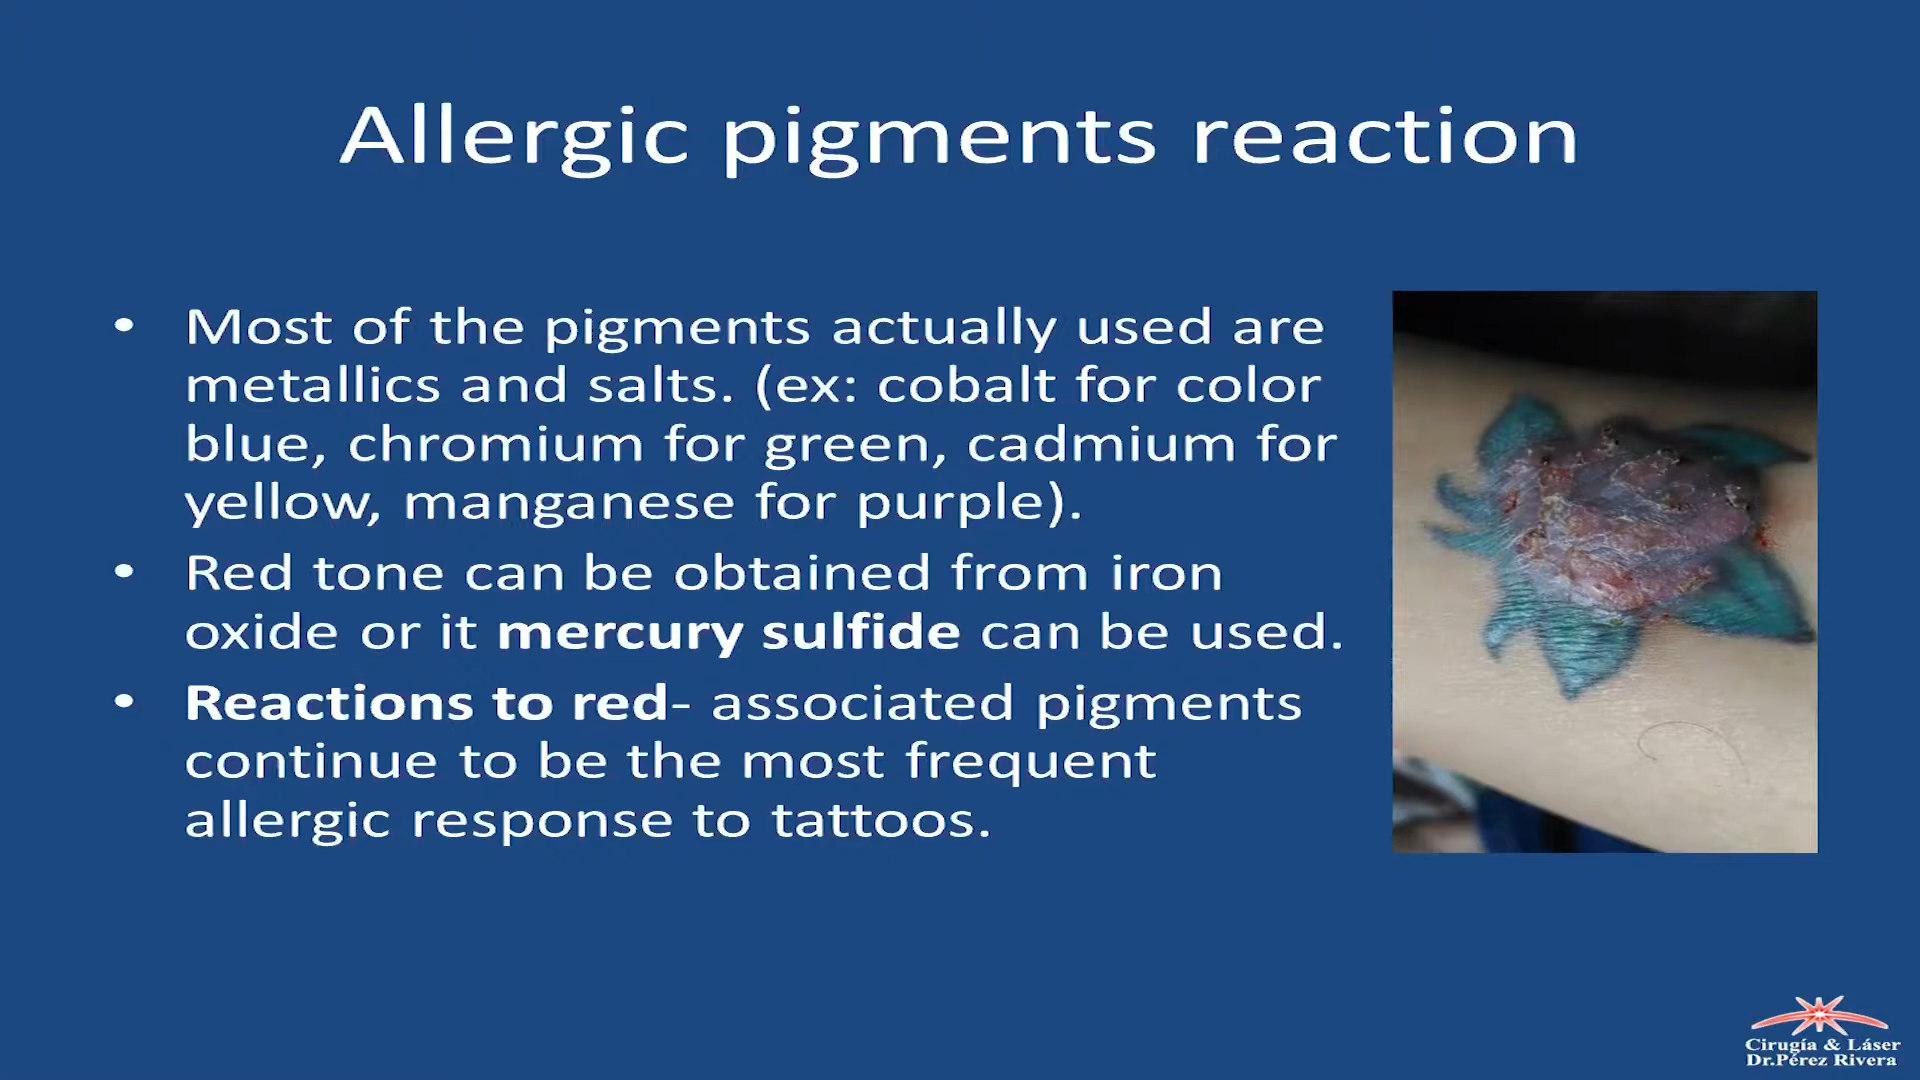 Allergic pigments reaction
• Most of the pigments actually used are
metallics and salts. (ex: cobalt for color
blue, chromium for green, cadmium for
yellow, manganese for purple).
• Red tone can be obtained from iron
oxide or it mercury sulfide can be used.
• Reactions to red- associated pigments
continue to be the most frequent
allergic response to tattoos.
Cirugía & Láser
Dr.Pérez Rivera